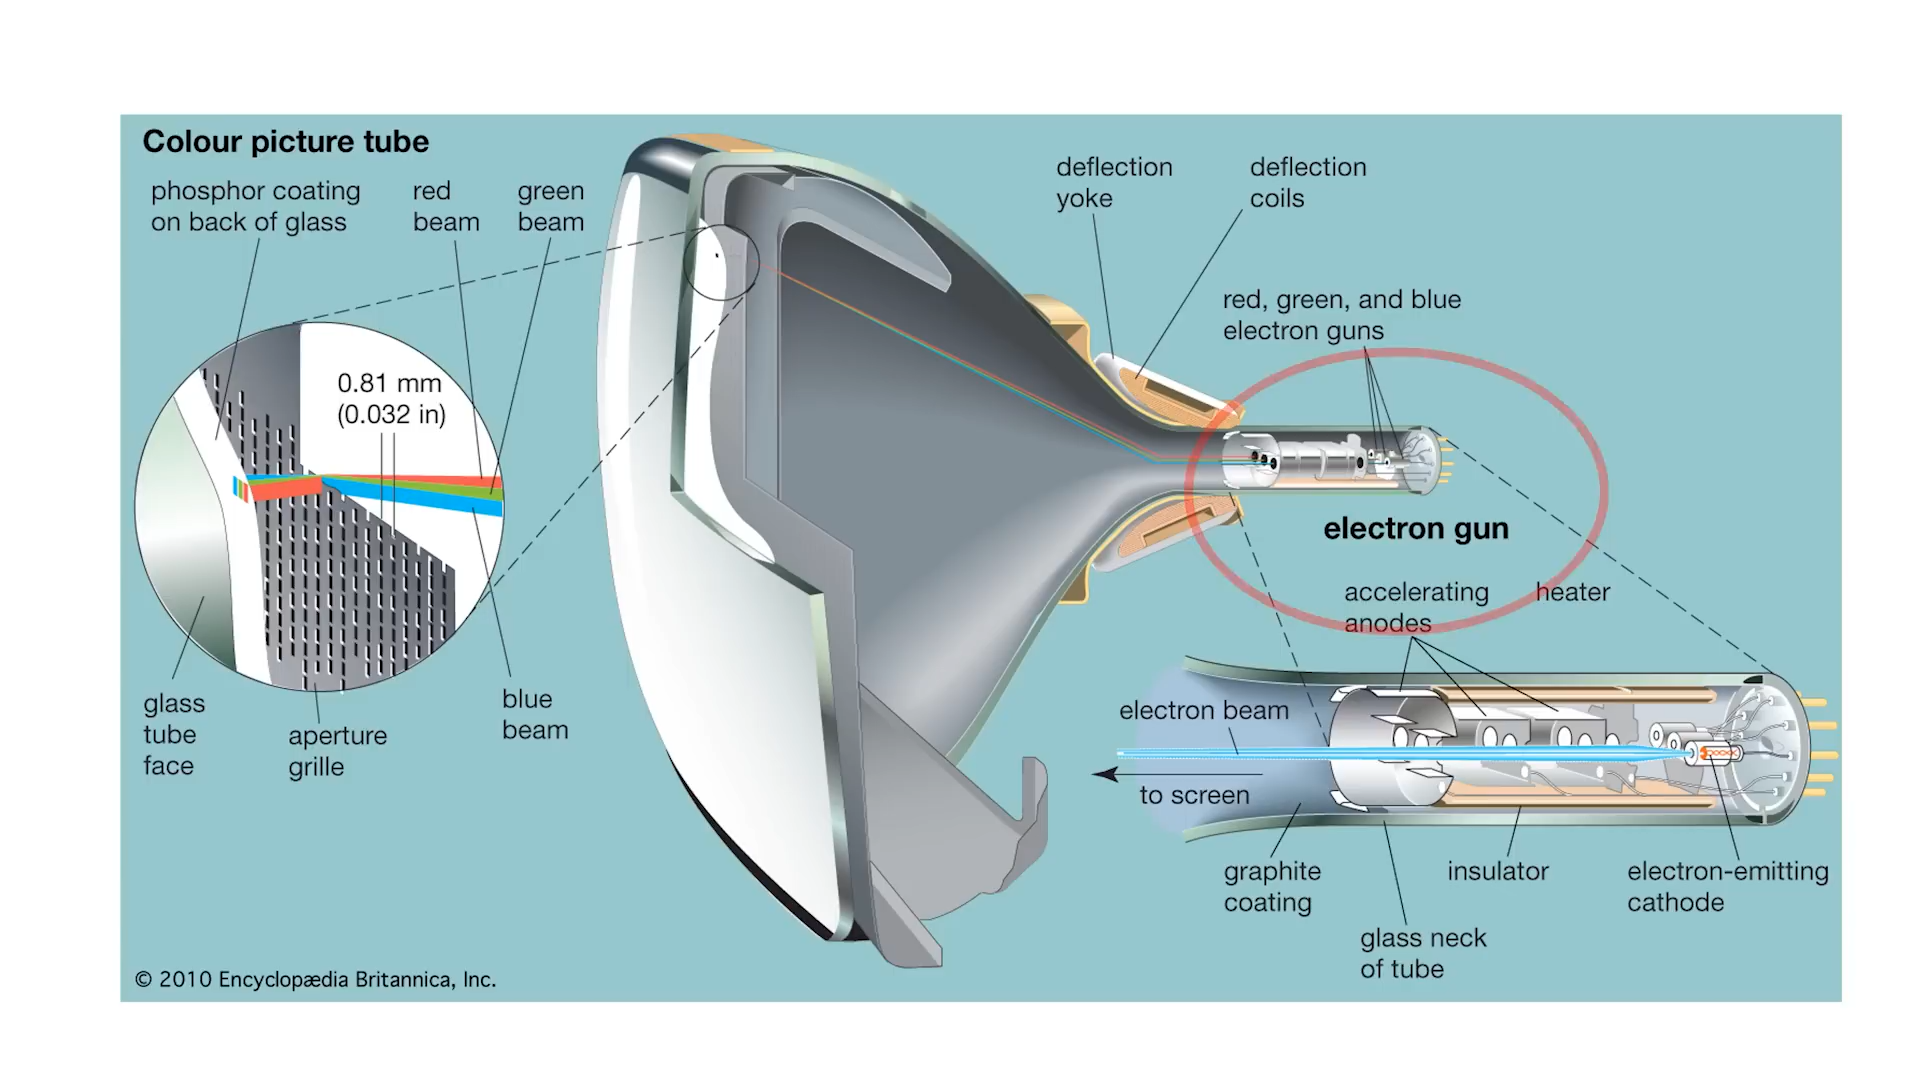 Colour picture tube
phosphor coating
on back of glass
red
beam
green
beam
deflection
yoke
deflection
coils
red, green, and blue
electron guns
0.81 mm
(0.032 in)
electron gun
accelerating
anodes
heater
glass
tube
face
aperture
grille
blue
beam
electron beam
to screen
graphite
coating
insulator
electron-emitting
cathode
glass neck
of tube
© 2010 Encyclopædia Britannica, Inc.